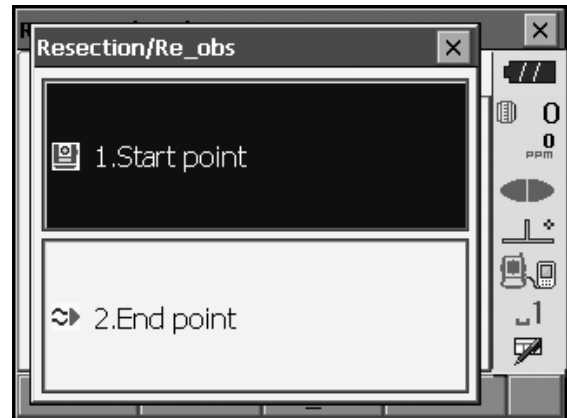 Resection/Re_obs
1.Start point
2.End point
0
0
PPM
1